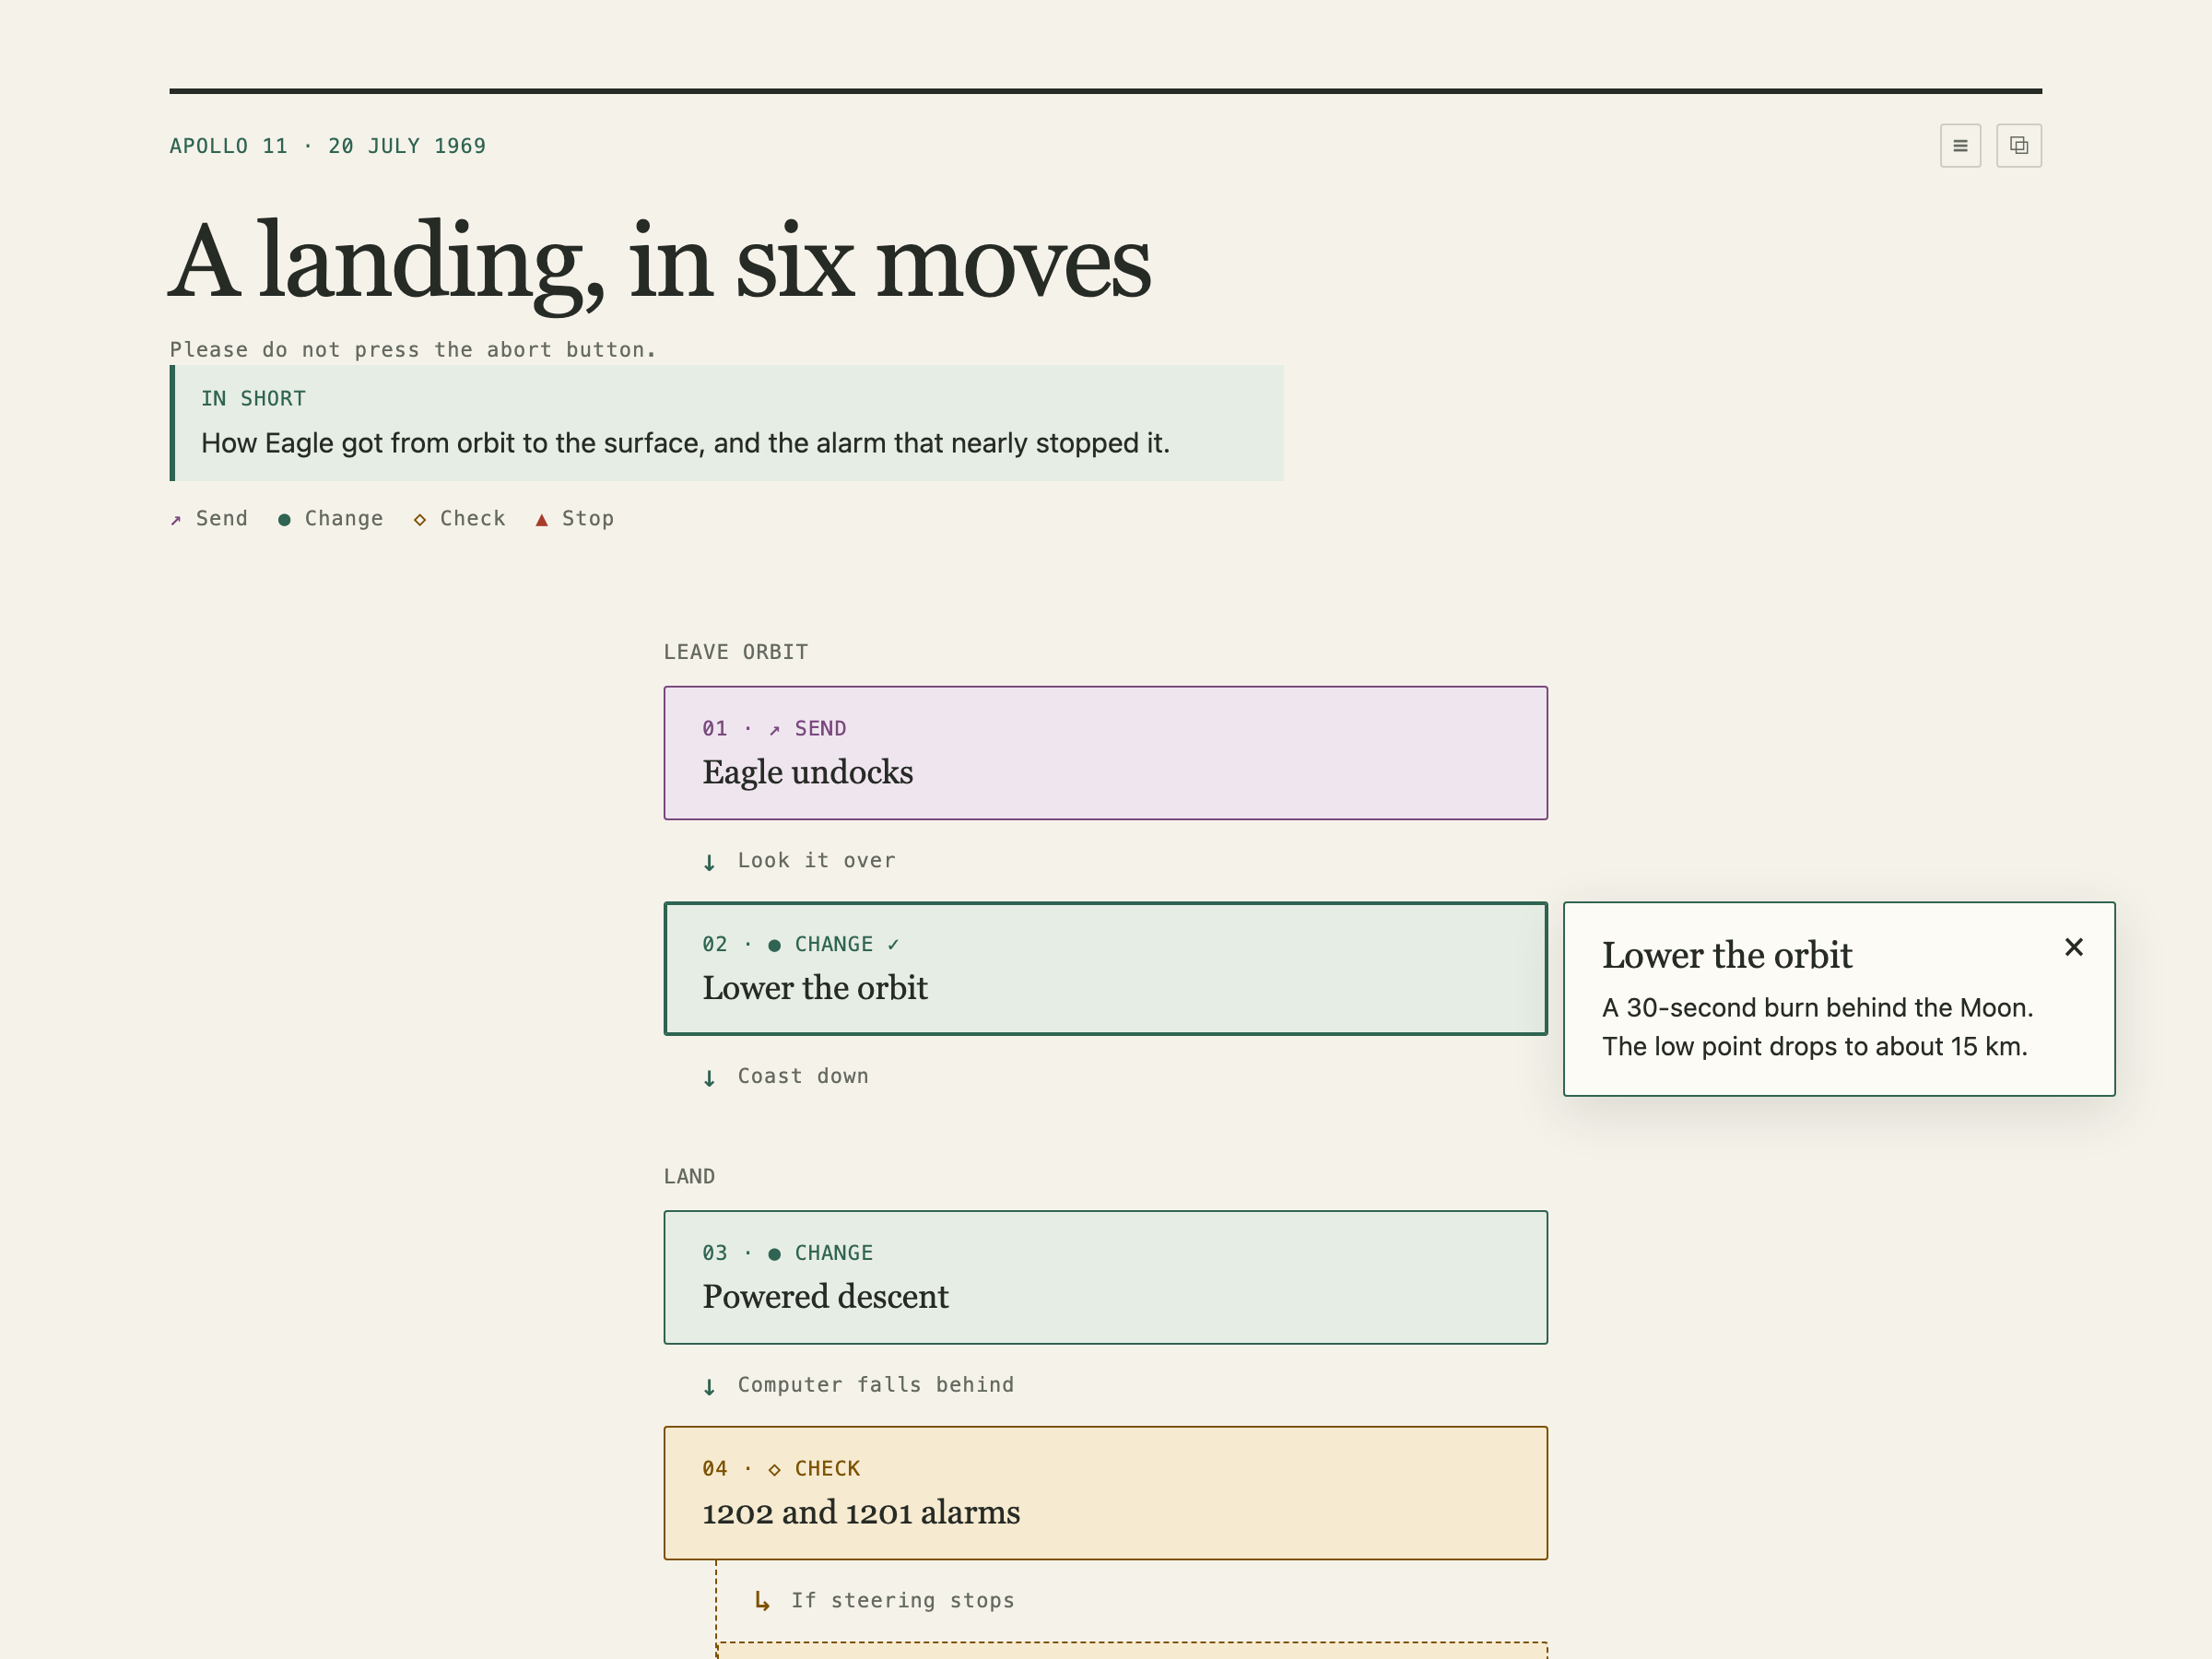 APOLLO 11 · 20 JULY 1969
A landing, in six moves
Please do not press the abort button.
IN SHORT
How Eagle got from orbit to the surface, and the alarm that nearly stopped it.
↗ Send ● Change ◇ Check ▲ Stop
LEAVE ORBIT
01 · ↗ SEND
Eagle undocks
↓ Look it over
02 · ● CHANGE ✓
Lower the orbit
Lower the orbit ×
A 30-second burn behind the Moon.
The low point drops to about 15 km.
↓ Coast down
LAND
03 · ● CHANGE
Powered descent
↓ Computer falls behind
04 · ◇ CHECK
1202 and 1201 alarms
↳ If steering stops